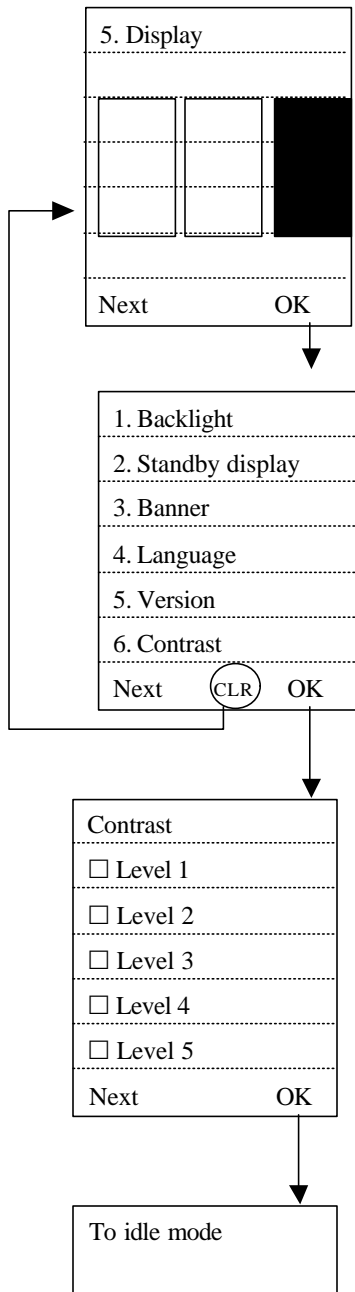 5. Display
Next OK
1. Backlight
2. Standby display
3. Banner
4. Language
5. Version
6. Contrast
Next CLR OK
Contrast
☐ Level 1
☐ Level 2
☐ Level 3
☐ Level 4
☐ Level 5
Next OK
To idle mode